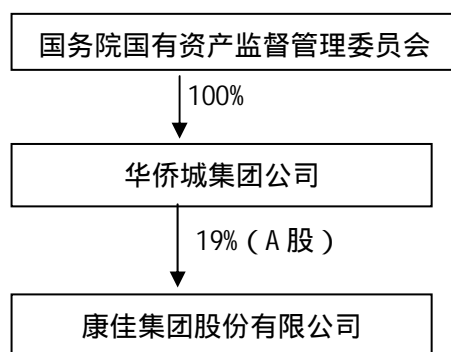 国务院国有资产监督管理委员会
100%
华侨城集团公司
19%（A 股）
康佳集团股份有限公司